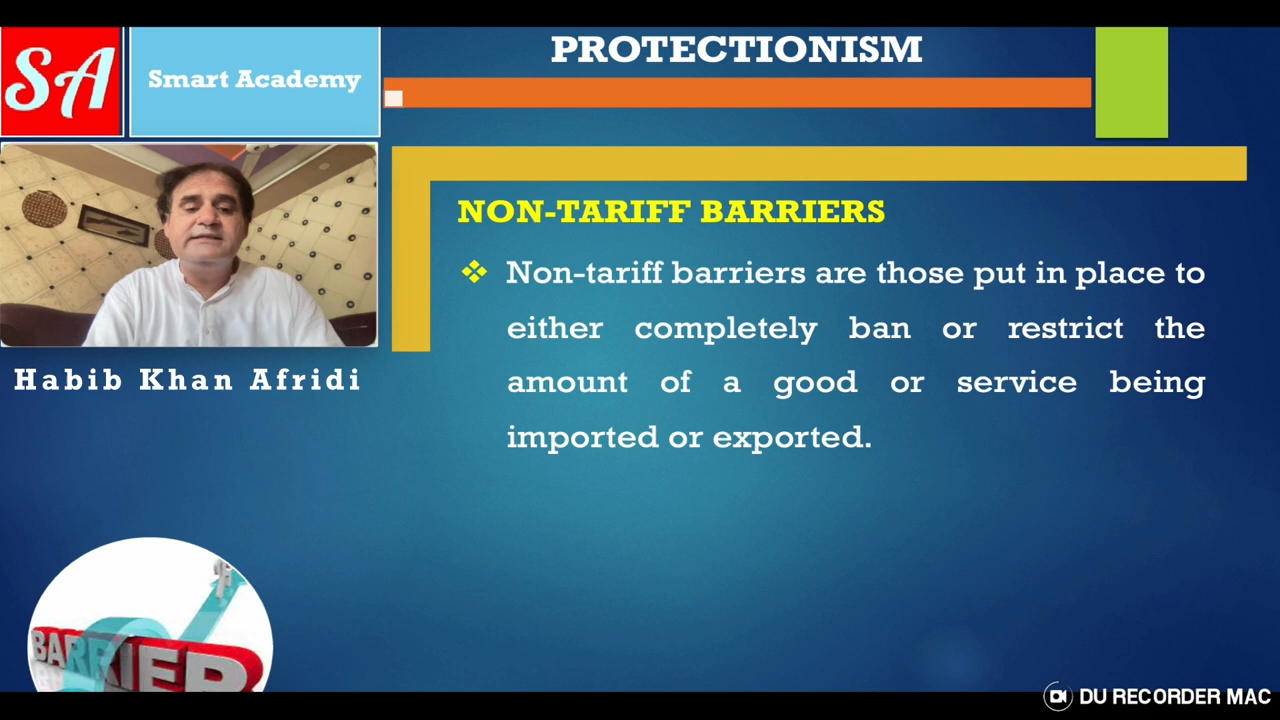 PROTECTIONISM
SA
Smart Academy
NON-TARIFF BARRIERS
❖ Non-tariff barriers are those put in place to
either completely ban or restrict the
amount of a good or service being
imported or exported.
Habib Khan Afridi
BARRIER
DU RECORDER MAC